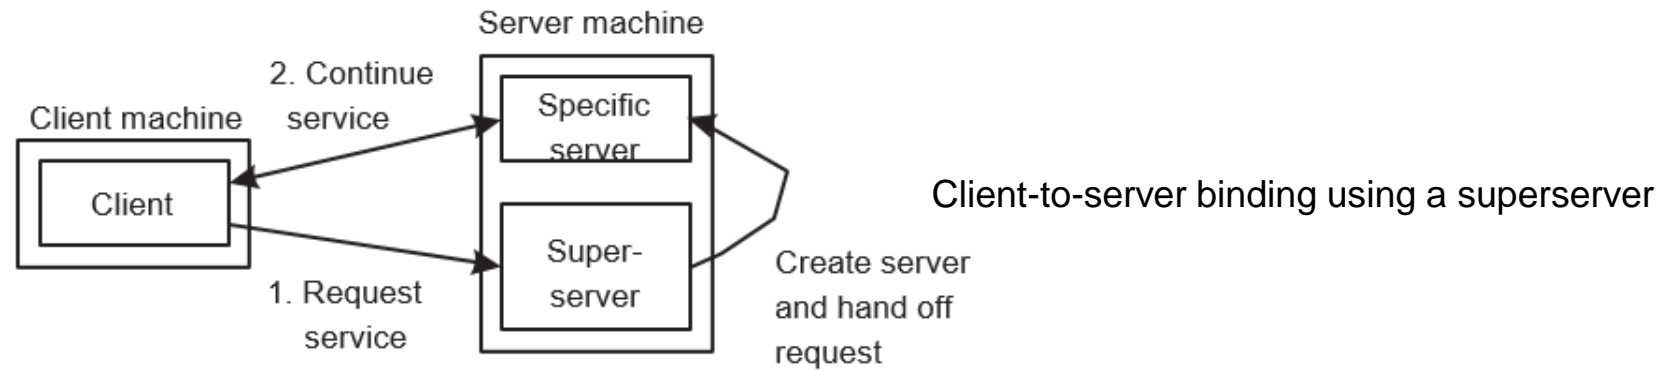 Server machine
2. Continue
service
Client machine
Specific
server
Client
Client-to-server binding using a superserver
Super-
server
1. Request
service
Create server
and hand off
request